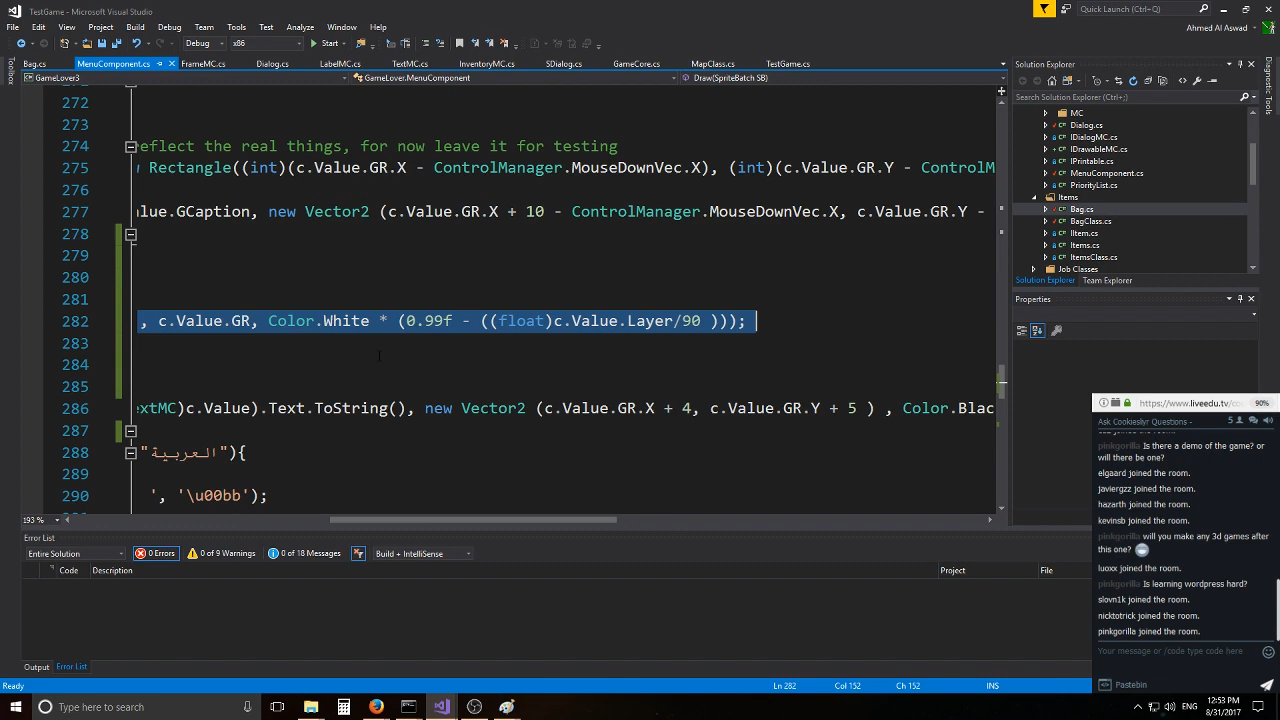 TestGame - Microsoft Visual Studio
Quick Launch (Ctrl+Q)
File Edit View Project Build Debug Team Tools Test Analyze Window Help
Ahmed Al Aswad
Debug x86 Start
Toolbox
Bag.cs MenuComponent.cs FrameMC.cs Dialog.cs LabelMC.cs TextMC.cs InventoryMC.cs SDialog.cs GameCore.cs MapClass.cs TestGame.cs
GameLover3 GameLover.MenuComponent Draw(SpriteBatch SB)
272
273
274 reflect the real things, for now leave it for testing
275 Rectangle((int)(c.Value.GR.X - ControlManager.MouseDownVec.X), (int)(c.Value.GR.Y - ControlM
276
277 alue.GCaption, new Vector2 (c.Value.GR.X + 10 - ControlManager.MouseDownVec.X, c.Value.GR.Y -
278
279
280
281
282 , c.Value.GR, Color.White * (0.99f - ((float)c.Value.Layer/90 )));
283
284
285
286 extMC)c.Value).Text.ToString(), new Vector2 (c.Value.GR.X + 4, c.Value.GR.Y + 5 ) , Color.Blac
287
288 "العربية"){
289
290 ', '\u00bb');
193 %
Solution Explorer
Search Solution Explorer (Ctrl+;)
MC
Dialog.cs
IDialogMC.cs
IDrawableMC.cs
IPrintable.cs
MenuComponent.cs
PriorityList.cs
Items
Bag.cs
BagClass.cs
IItem.cs
Items.cs
ItemsClass.cs
Job Classes
Solution Explorer Team Explorer
Properties
Diagnostic Tools
Error List
Entire Solution 0 Errors 0 of 9 Warnings 0 of 18 Messages Build + IntelliSense
Code Description Project File
Output Error List
Ready Ln 282 Col 152 Ch 152 INS
https://www.liveedu.tv/co 90%
Ask Cookiesliyr Questions - 5
joined the room.
pinkgorilla Is there a demo of the game? or
will there be one?
elgaard joined the room.
javiergzz joined the room.
hazarth joined the room.
kevinsb joined the room.
pinkgorilla will you make any 3d games after
this one?
luoxx joined the room.
pinkgorilla Is learning wordpress hard?
slovn1k joined the room.
nicktotrick joined the room.
pinkgorilla joined the room.
Your message or /code type code here
Pastebin
Type here to search
ENG 12:53 PM
8/31/2017